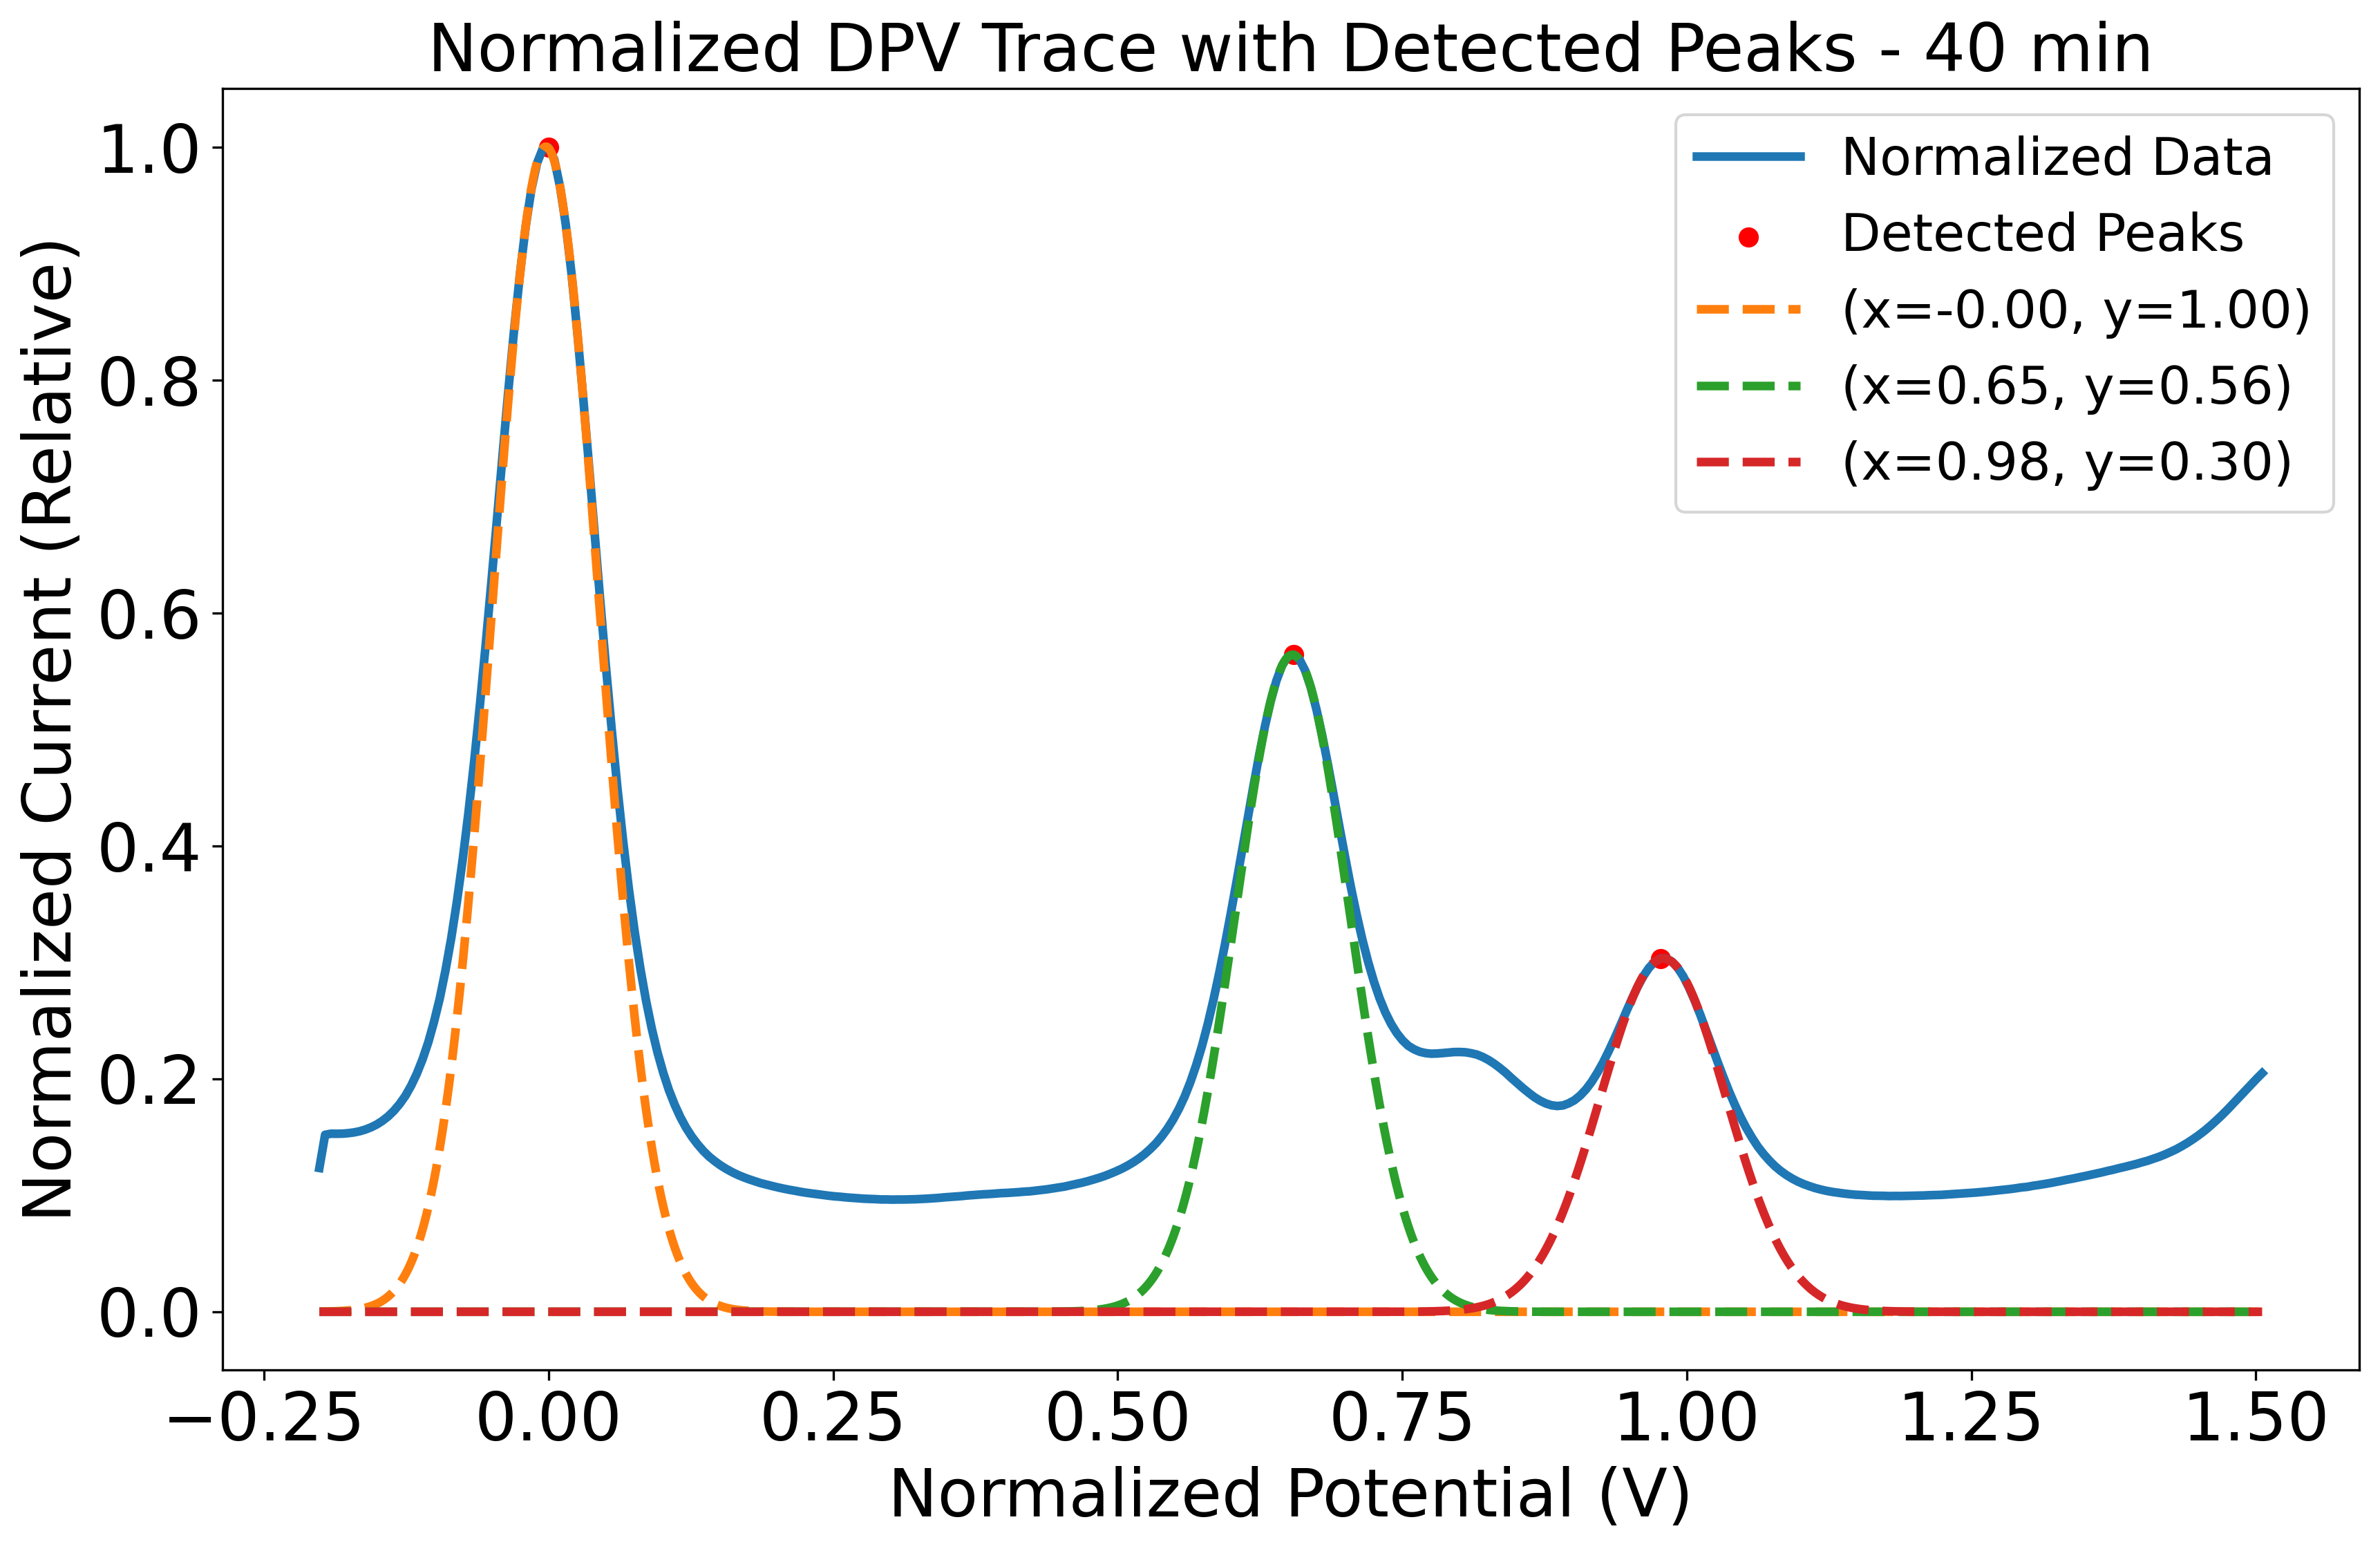 Normalized DPV Trace with Detected Peaks - 40 min
Normalized Current (Relative)
1.0
0.8
0.6
0.4
0.2
0.0
Normalized Data
Detected Peaks
(x=-0.00, y=1.00)
(x=0.65, y=0.56)
(x=0.98, y=0.30)
−0.25 0.00 0.25 0.50 0.75 1.00 1.25 1.50
Normalized Potential (V)